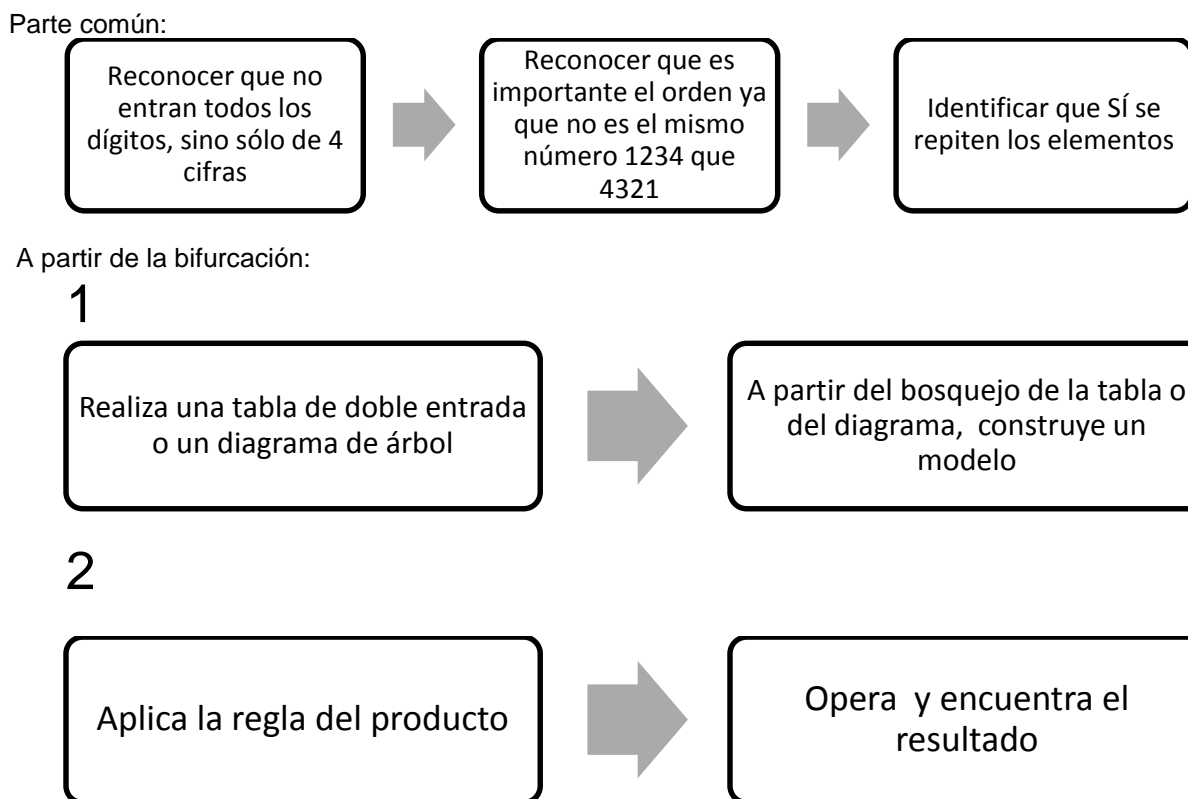 Parte común:
Reconocer que no
entran todos los
dígitos, sino sólo de 4
cifras
Reconocer que es
importante el orden ya
que no es el mismo
número 1234 que
4321
Identificar que SÍ se
repiten los elementos
A partir de la bifurcación:
1
Realiza una tabla de doble entrada
o un diagrama de árbol
A partir del bosquejo de la tabla o
del diagrama, construye un
modelo
2
Aplica la regla del producto
Opera y encuentra el
resultado